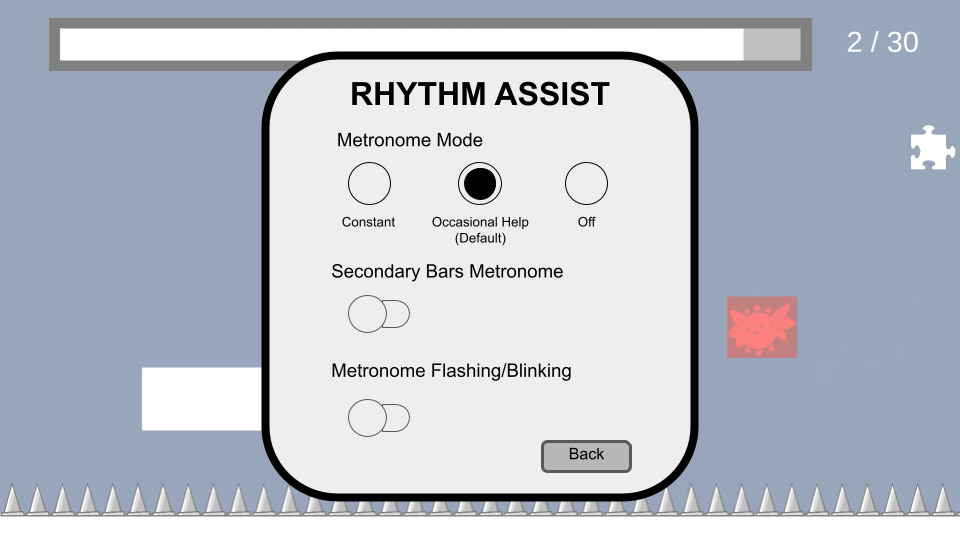 2 / 30
RHYTHM ASSIST
Metronome Mode
Constant
Occasional Help
(Default)
Off
Secondary Bars Metronome
Metronome Flashing/Blinking
Back